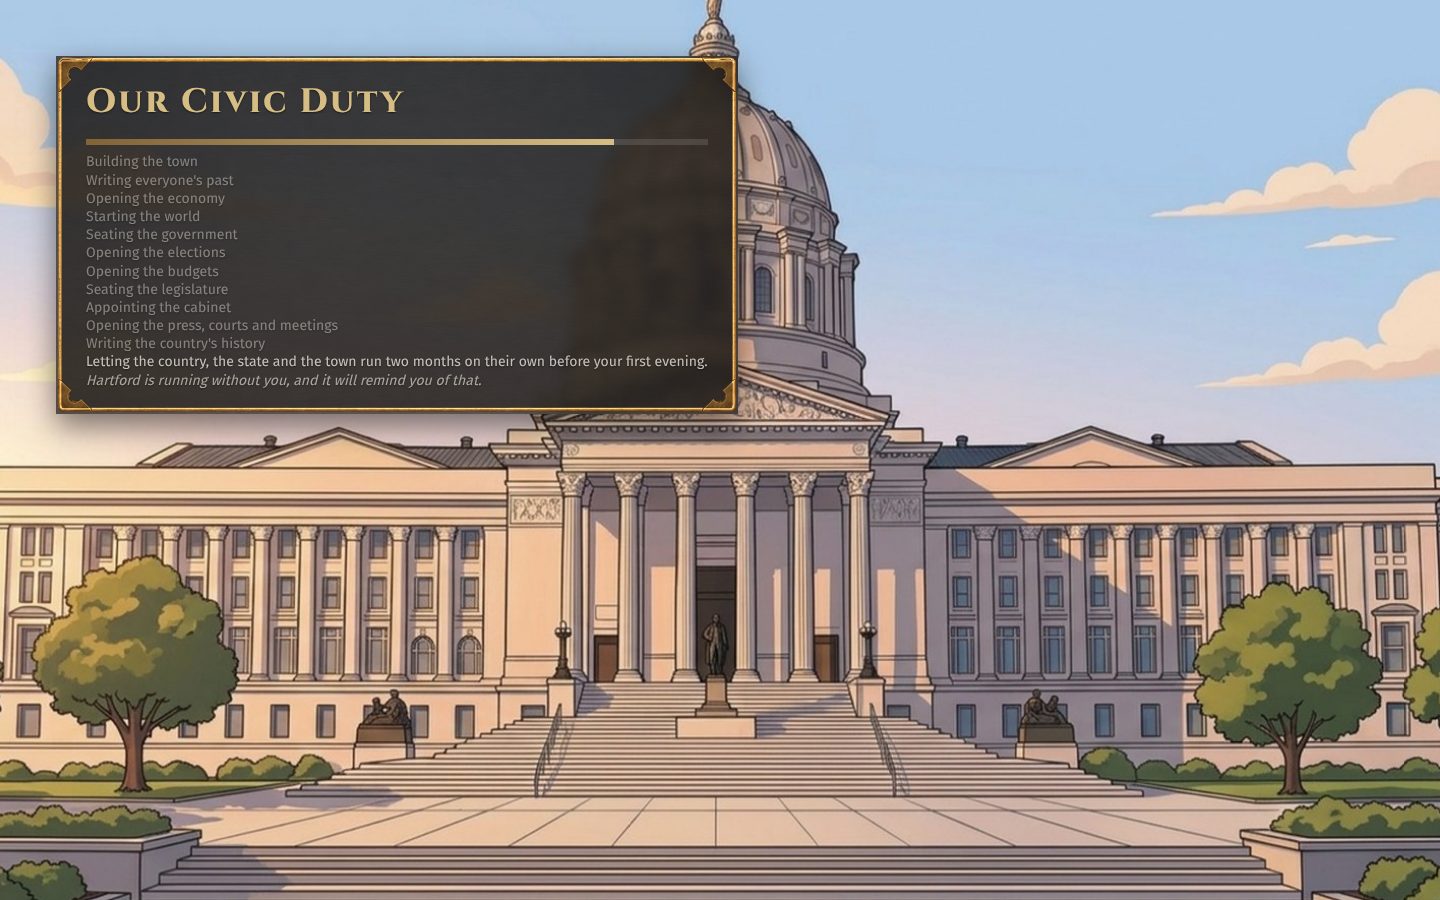 Our Civic Duty
Building the town
Writing everyone's past
Opening the economy
Starting the world
Seating the government
Opening the elections
Opening the budgets
Seating the legislature
Appointing the cabinet
Opening the press, courts and meetings
Writing the country's history
Letting the country, the state and the town run two months on their own before your first evening.
Hartford is running without you, and it will remind you of that.